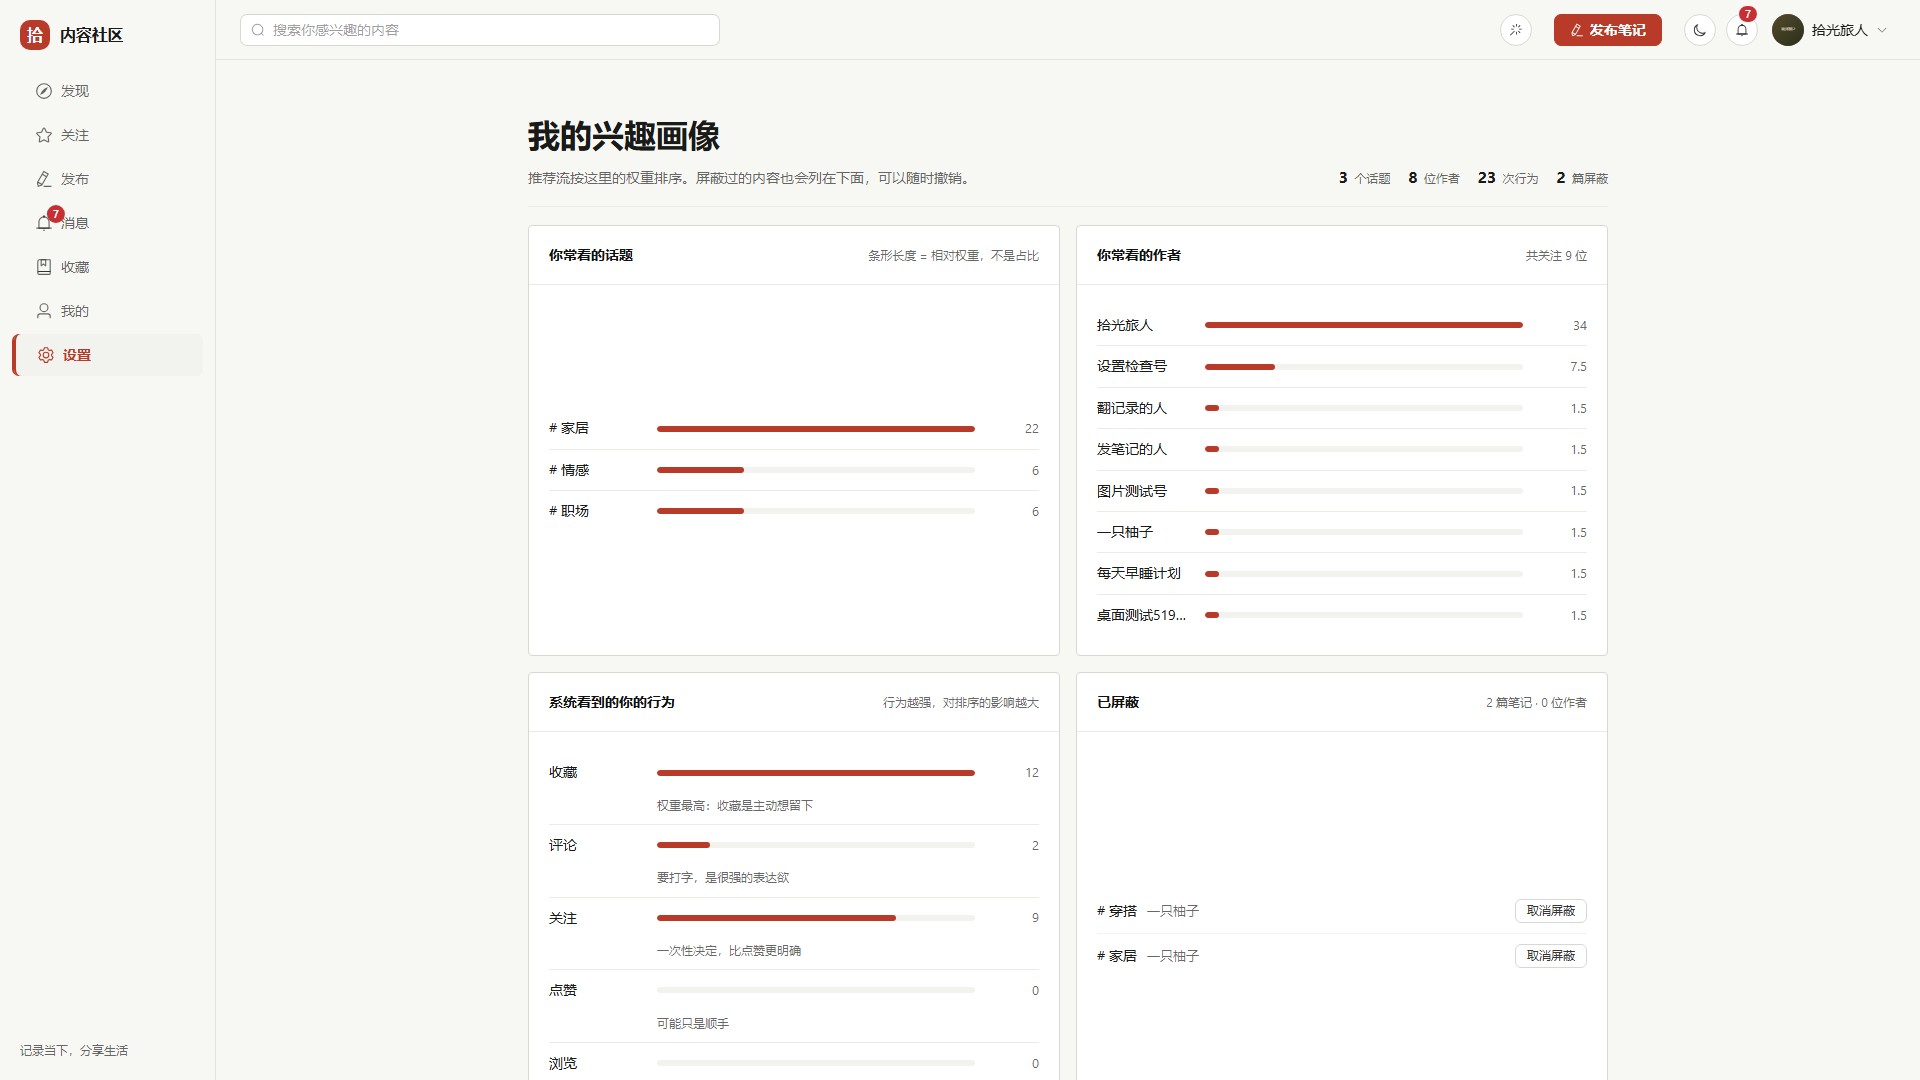 拾 内容社区
搜索你感兴趣的内容
发布笔记
7
拾光旅人
发现
关注
发布
7
消息
收藏
我的
设置
记录当下，分享生活
我的兴趣画像
推荐流按这里的权重排序。屏蔽过的内容也会列在下面，可以随时撤销。
3 个话题 8 位作者 23 次行为 2 篇屏蔽
你常看的话题 条形长度 = 相对权重，不是占比
# 家居 22
# 情感 6
# 职场 6
你常看的作者 共关注 9 位
拾光旅人 34
设置检查号 7.5
翻记录的人 1.5
发笔记的人 1.5
图片测试号 1.5
一只柚子 1.5
每天早睡计划 1.5
桌面测试519... 1.5
系统看到的你的行为 行为越强，对排序的影响越大
收藏 12
权重最高：收藏是主动想留下
评论 2
要打字，是很强的表达欲
关注 9
一次性决定，比点赞更明确
点赞 0
可能只是顺手
浏览 0
已屏蔽 2 篇笔记 · 0 位作者
# 穿搭 一只柚子 取消屏蔽
# 家居 一只柚子 取消屏蔽